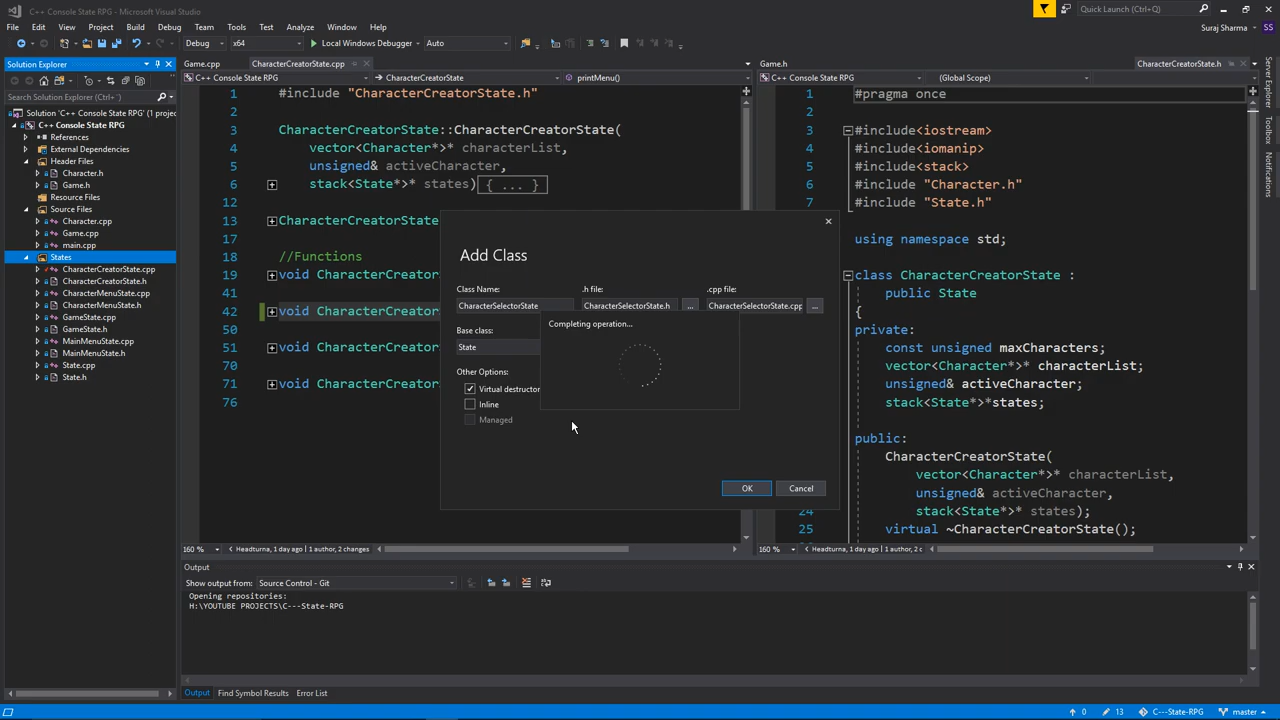 C++ Console State RPG - Microsoft Visual Studio
Quick Launch (Ctrl+Q)
File Edit View Project Build Debug Team Tools Test Analyze Window Help
Suraj Sharma SS
Debug x64 Local Windows Debugger Auto
Solution Explorer
Search Solution Explorer (Ctrl+¨)
Solution 'C++ Console State RPG' (1 projec
C++ Console State RPG
References
External Dependencies
Header Files
Character.h
Game.h
Resource Files
Source Files
Character.cpp
Game.cpp
main.cpp
States
CharacterCreatorState.cpp
CharacterCreatorState.h
CharacterMenuState.cpp
CharacterMenuState.h
GameState.cpp
GameState.h
MainMenuState.cpp
MainMenuState.h
State.cpp
State.h
Game.cpp CharacterCreatorState.cpp
C++ Console State RPG CharacterCreatorState printMenu()
1 #include "CharacterCreatorState.h"
2
3 CharacterCreatorState::CharacterCreatorState(
4 vector<Character*>* characterList,
5 unsigned& activeCharacter,
6 stack<State*>* states) { ... }
12
13 CharacterCreatorState
17
18 //Functions
19 void CharacterCreator
41
42 void CharacterCreator
50
51 void CharacterCreator
70
71 void CharacterCreator
76
160 % Headturna, 1 day ago | 1 author, 2 changes
Add Class
Class Name: .h file: .cpp file:
CharacterSelectorState CharacterSelectorState.h ... CharacterSelectorState.cpp ...
Base class:
State
Other Options:
Virtual destructor
Inline
Managed
Completing operation...
OK Cancel
Game.h CharacterCreatorState.h
C++ Console State RPG (Global Scope)
1 #pragma once
2
3 #include<iostream>
4 #include<iomanip>
5 #include<stack>
6 #include "Character.h"
7 #include "State.h"
using namespace std;
class CharacterCreatorState :
public State
{
private:
const unsigned maxCharacters;
vector<Character*>* characterList;
unsigned& activeCharacter;
stack<State*>*states;
public:
CharacterCreatorState(
vector<Character*>* characterList,
unsigned& activeCharacter,
24 stack<State*>* states);
25 virtual ~CharacterCreatorState();
160 % Headturna, 1 day ago | 1 author, 2 c
Output
Show output from: Source Control - Git
Opening repositories:
H:\YOUTUBE PROJECTS\C---State-RPG
Output Find Symbol Results Error List
0 13 C---State-RPG master
Server Explorer
Toolbox
Notifications